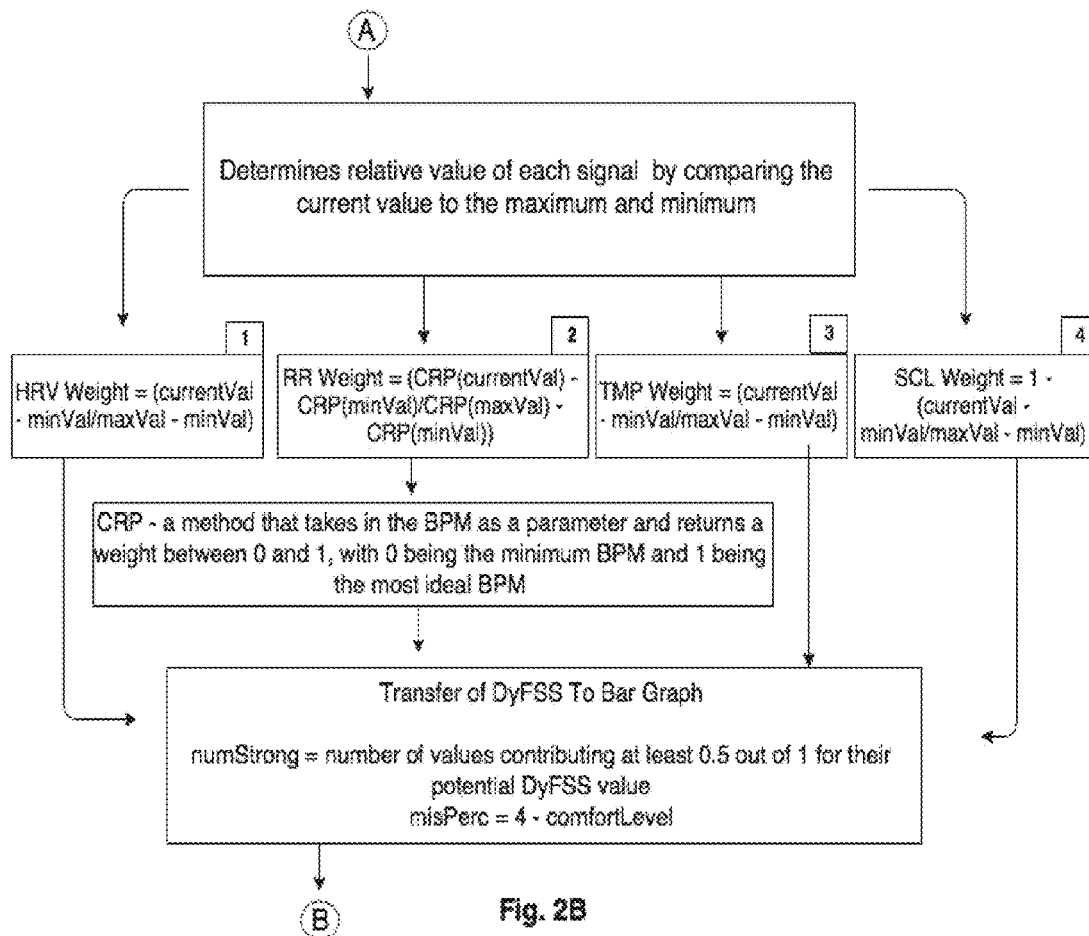 A
Determines relative value of each signal by comparing the
current value to the maximum and minimum
1
HRV Weight = (currentVal
- minVal/maxVal - minVal)
2
RR Weight = (CRP(currentVal) -
CRP(minVal)/CRP(maxVal) -
CRP(minVal))
3
TMP Weight = (currentVal
- minVal/maxVal - minVal)
4
SCL Weight = 1 -
(currentVal -
minVal/maxVal - minVal)
CRP - a method that takes in the BPM as a parameter and returns a
weight between 0 and 1, with 0 being the minimum BPM and 1 being
the most ideal BPM
Transfer of DyFSS To Bar Graph
numStrong = number of values contributing at least 0.5 out of 1 for their
potential DyFSS value
misPerc = 4 - comfortLevel
B
Fig. 2B